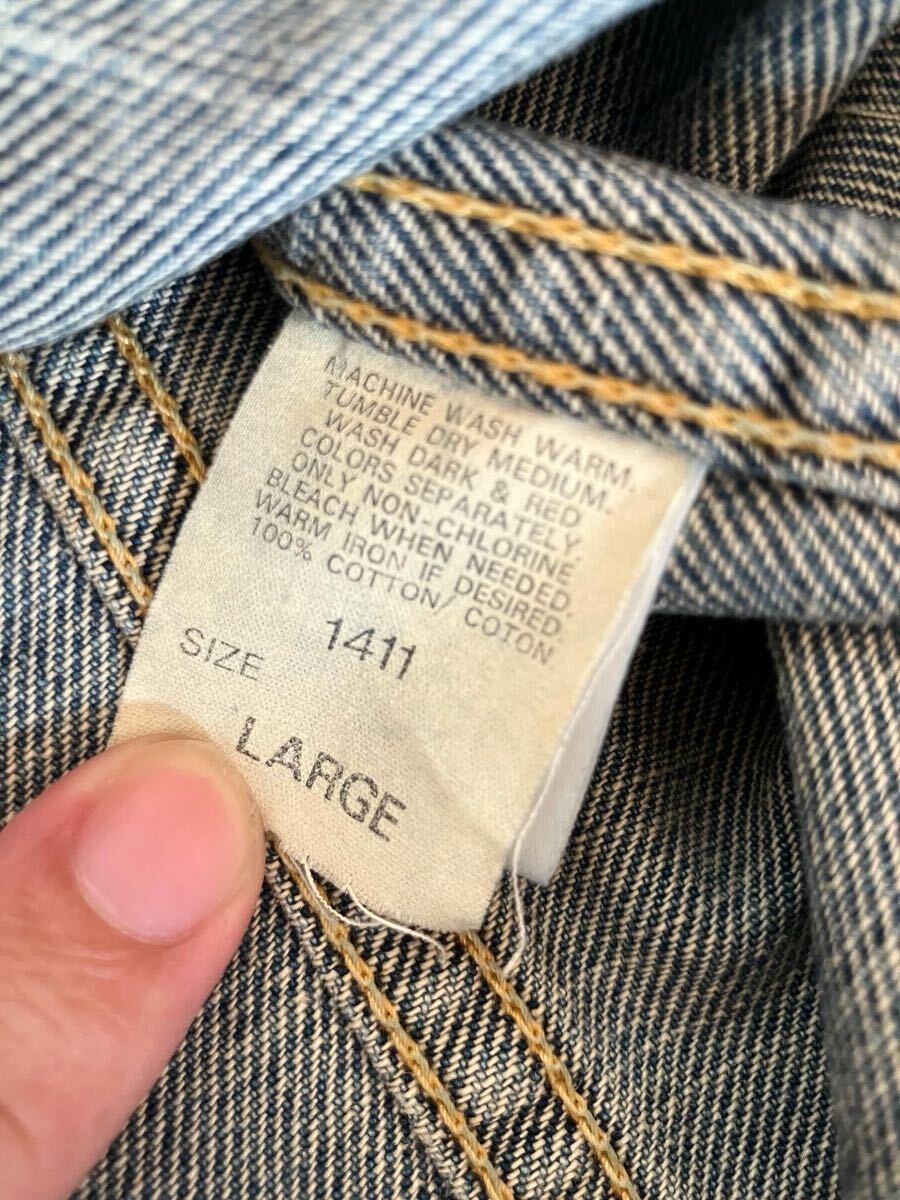 MACHINE WASH WARM.
TUMBLE DRY MEDIUM.
WASH DARK & RED
COLORS SEPARATELY.
ONLY NON-CHLORINE
BLEACH WHEN NEEDED.
WARM IRON IF DESIRED.
100% COTTON/COTON
1411
SIZE
LARGE